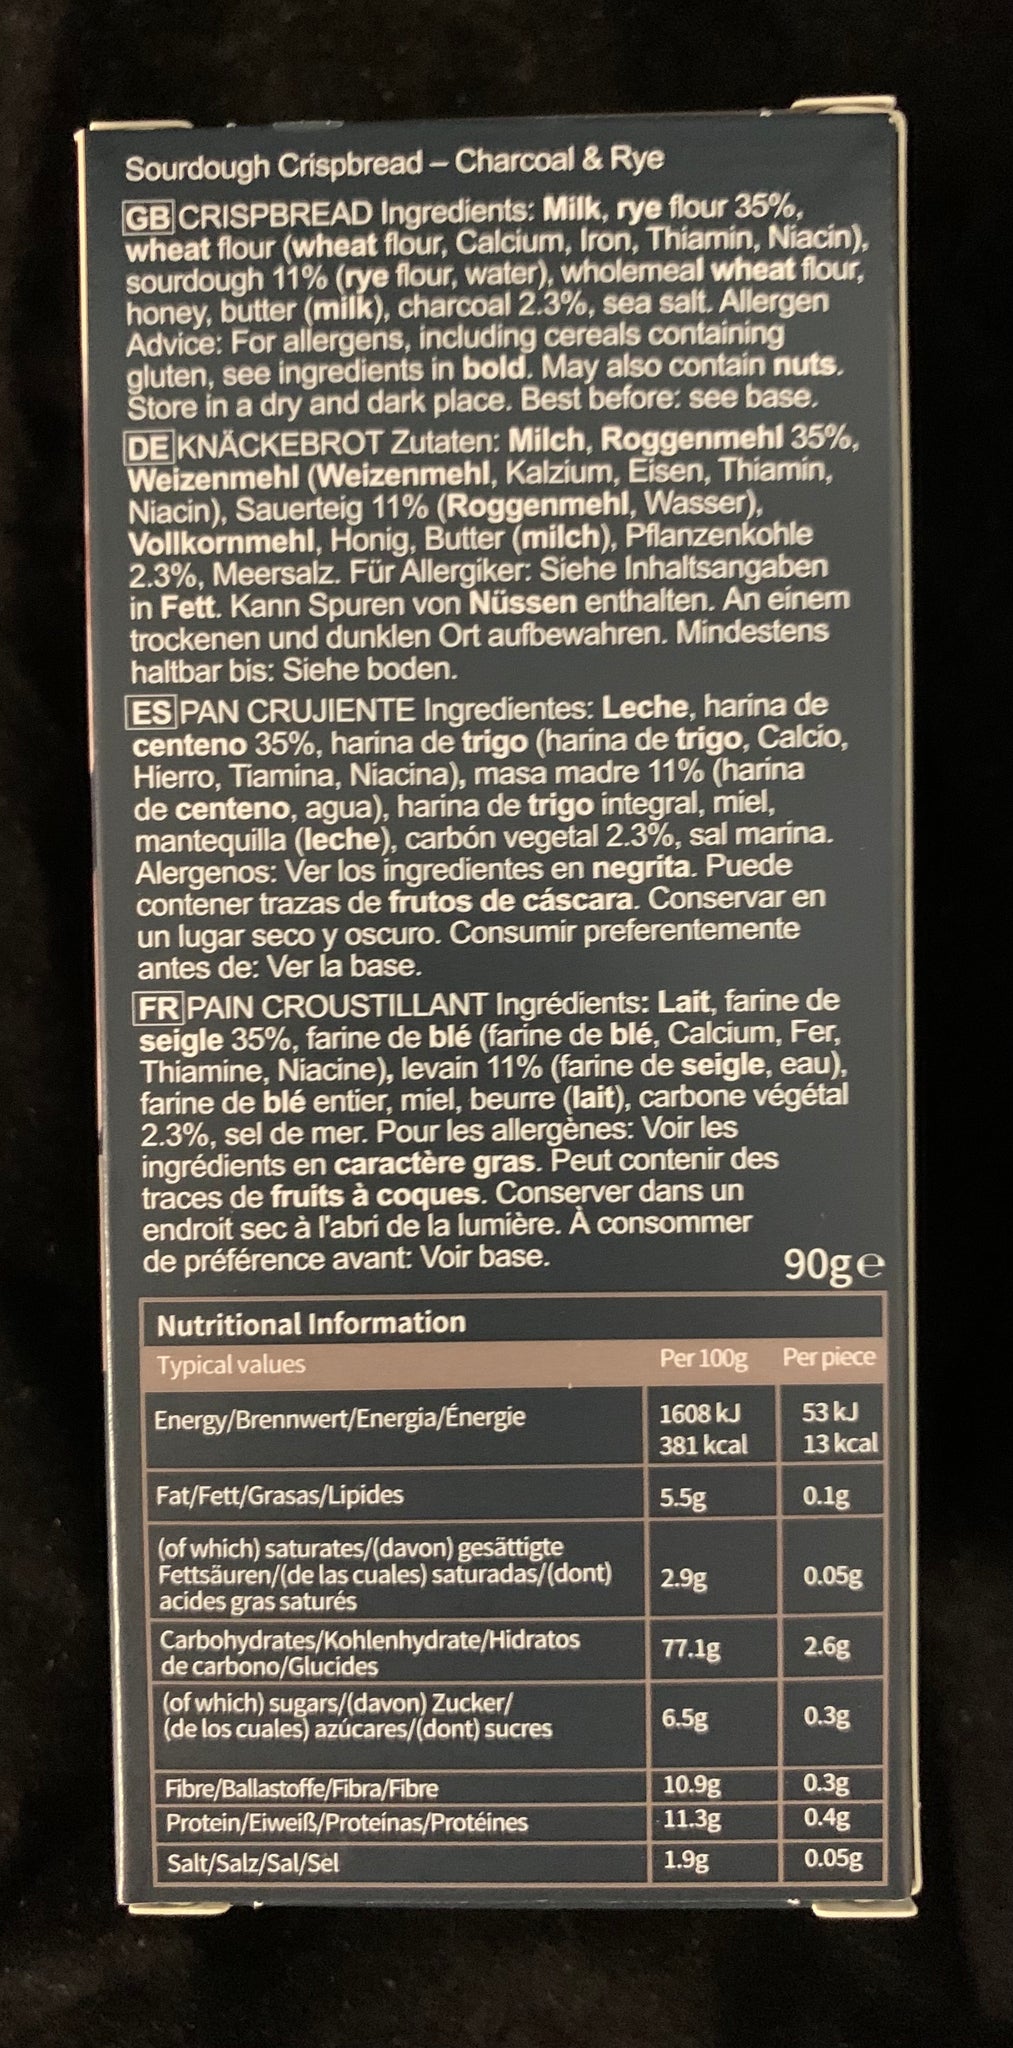 Sourdough Crispbread – Charcoal & Rye
GB CRISPBREAD Ingredients: Milk, rye flour 35%,
wheat flour (wheat flour, Calcium, Iron, Thiamin, Niacin),
sourdough 11% (rye flour, water), wholemeal wheat flour,
honey, butter (milk), charcoal 2.3%, sea salt. Allergen
Advice: For allergens, including cereals containing
gluten, see ingredients in bold. May also contain nuts.
Store in a dry and dark place. Best before: see base.
DE KNÄCKEBROT Zutaten: Milch, Roggenmehl 35%,
Weizenmehl (Weizenmehl, Kalzium, Eisen, Thiamin,
Niacin), Sauerteig 11% (Roggenmehl, Wasser),
Vollkornmehl, Honig, Butter (milch), Pflanzenkohle
2.3%, Meersalz. Für Allergiker: Siehe Inhaltsangaben
in Fett. Kann Spuren von Nüssen enthalten. An einem
trockenen und dunklen Ort aufbewahren. Mindestens
haltbar bis: Siehe boden.
ES PAN CRUJIENTE Ingredientes: Leche, harina de
centeno 35%, harina de trigo (harina de trigo, Calcio,
Hierro, Tiamina, Niacina), masa madre 11% (harina
de centeno, agua), harina de trigo integral, miel,
mantequilla (leche), carbón vegetal 2.3%, sal marina.
Alergenos: Ver los ingredientes en negrita. Puede
contener trazas de frutos de cáscara. Conservar en
un lugar seco y oscuro. Consumir preferentemente
antes de: Ver la base.
FR PAIN CROUSTILLANT Ingrédients: Lait, farine de
seigle 35%, farine de blé (farine de blé, Calcium, Fer,
Thiamine, Niacine), levain 11% (farine de seigle, eau),
farine de blé entier, miel, beurre (lait), carbone végétal
2.3%, sel de mer. Pour les allergènes: Voir les
ingrédients en caractère gras. Peut contenir des
traces de fruits à coques. Conserver dans un
endroit sec à l'abri de la lumière. À consommer
de préférence avant: Voir base.
90g℮
Nutritional Information
Typical values Per 100g Per piece
Energy/Brennwert/Energia/Énergie 1608 kJ 53 kJ
381 kcal 13 kcal
Fat/Fett/Grasas/Lipides 5.5g 0.1g
(of which) saturates/(davon) gesättigte
Fettsäuren/(de las cuales) saturadas/(dont) 2.9g 0.05g
acides gras saturés
Carbohydrates/Kohlenhydrate/Hidratos 77.1g 2.6g
de carbono/Glucides
(of which) sugars/(davon) Zucker/ 6.5g 0.3g
(de los cuales) azúcares/(dont) sucres
Fibre/Ballastoffe/Fibra/Fibre 10.9g 0.3g
Protein/Eiweiß/Proteínas/Protéines 11.3g 0.4g
Salt/Salz/Sal/Sel 1.9g 0.05g